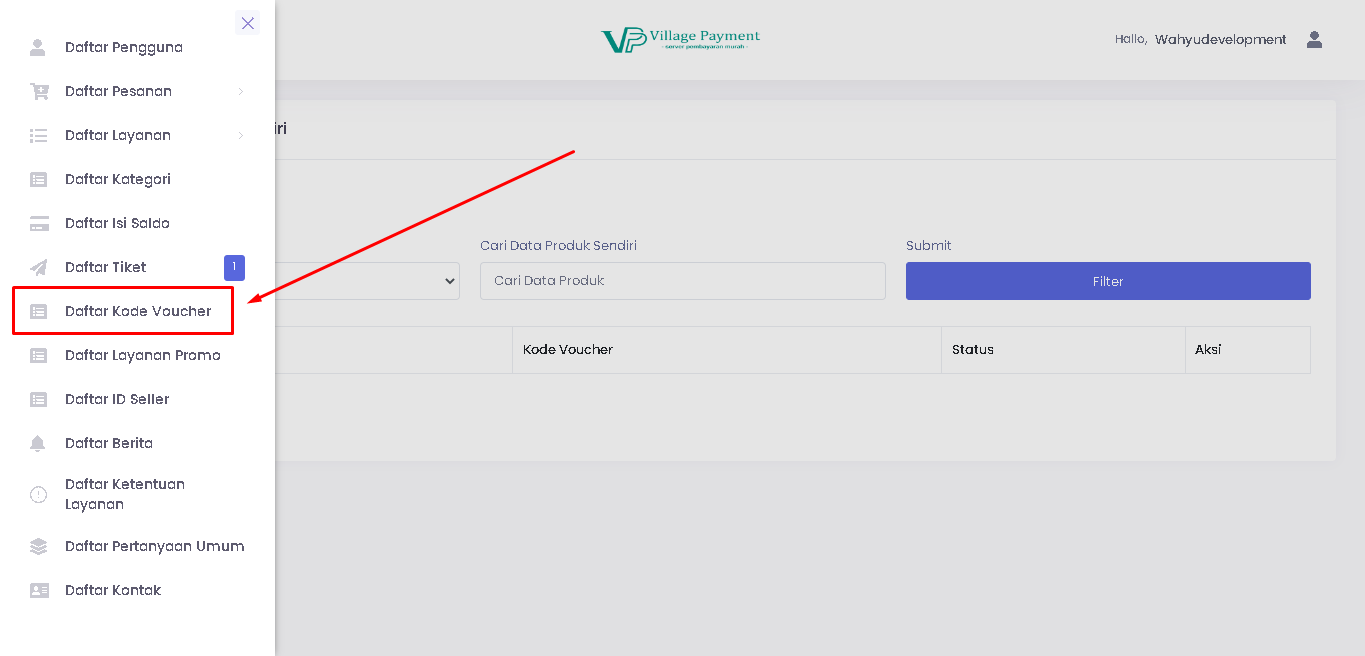 Daftar Pengguna
Daftar Pesanan
Daftar Layanan
Daftar Kategori
Daftar Isi Saldo
Daftar Tiket 1
Daftar Kode Voucher
Daftar Layanan Promo
Daftar ID Seller
Daftar Berita
Daftar Ketentuan
Layanan
Daftar Pertanyaan Umum
Daftar Kontak
VP Village Payment
- server pembayaran murah -
Hallo, Wahyudevelopment
iri
Cari Data Produk Sendiri
Submit
Cari Data Produk
Filter
Kode Voucher
Status
Aksi